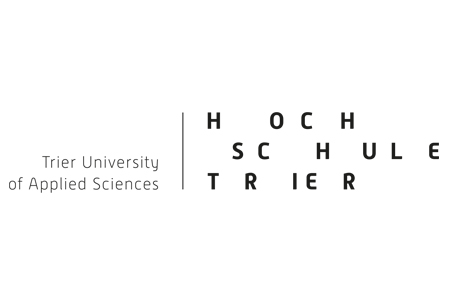 Trier University
of Applied Sciences
H OCH
SC HULE
TR IER